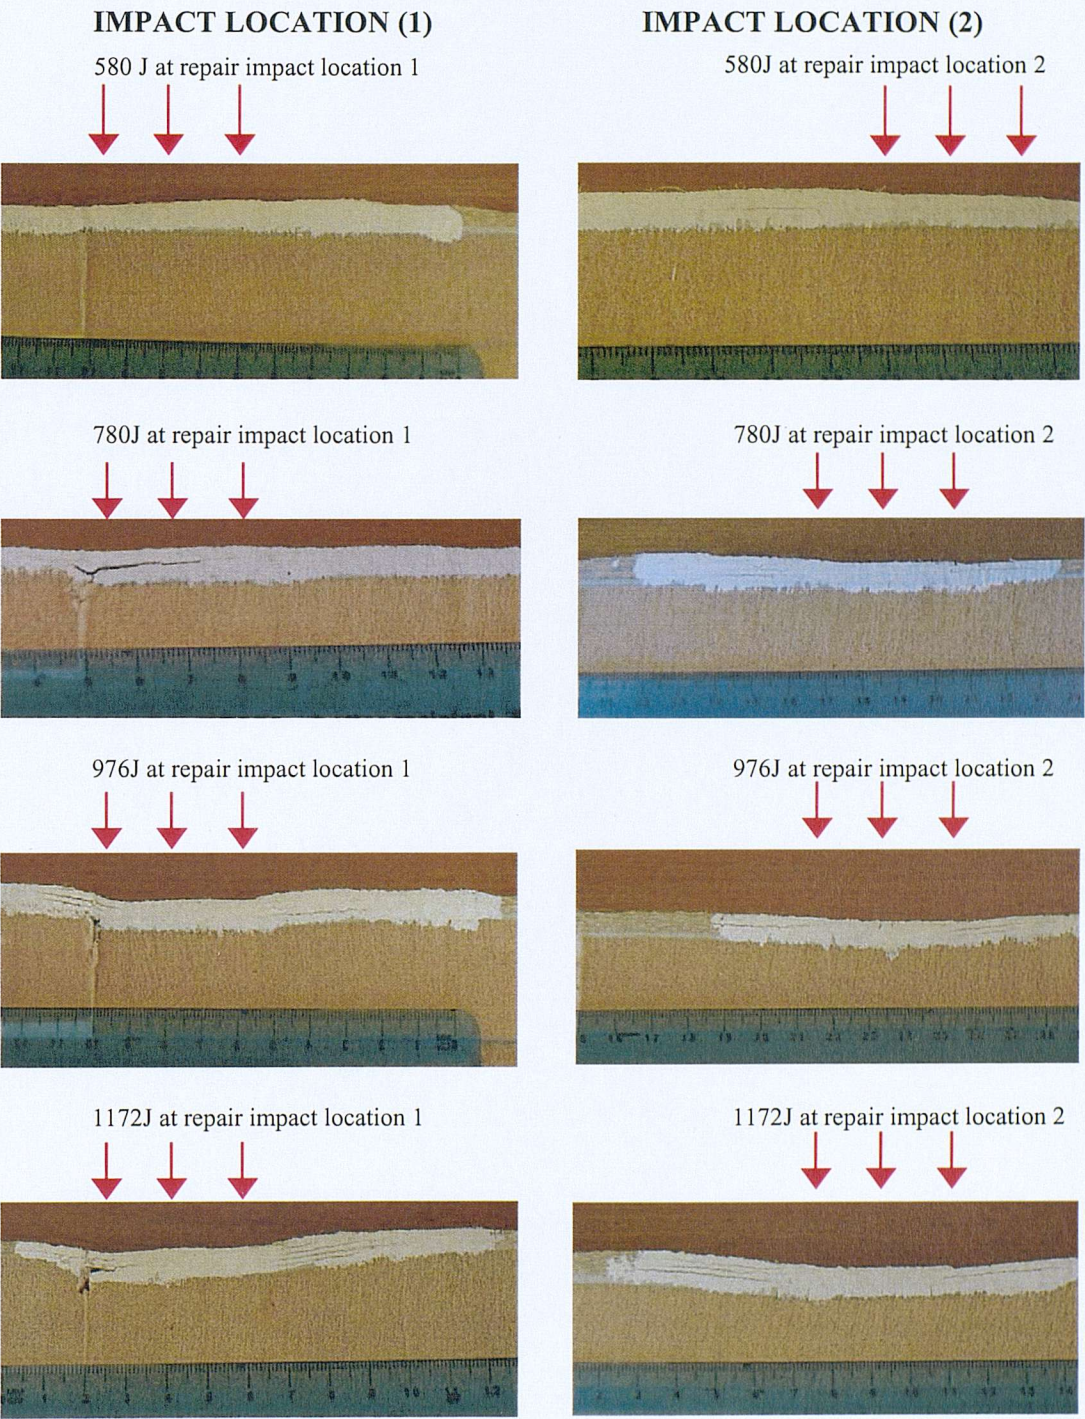 IMPACT LOCATION (1)
IMPACT LOCATION (2)
580 J at repair impact location 1
580J at repair impact location 2
780J at repair impact location 1
780J at repair impact location 2
976J at repair impact location 1
976J at repair impact location 2
1172J at repair impact location 1
1172J at repair impact location 2